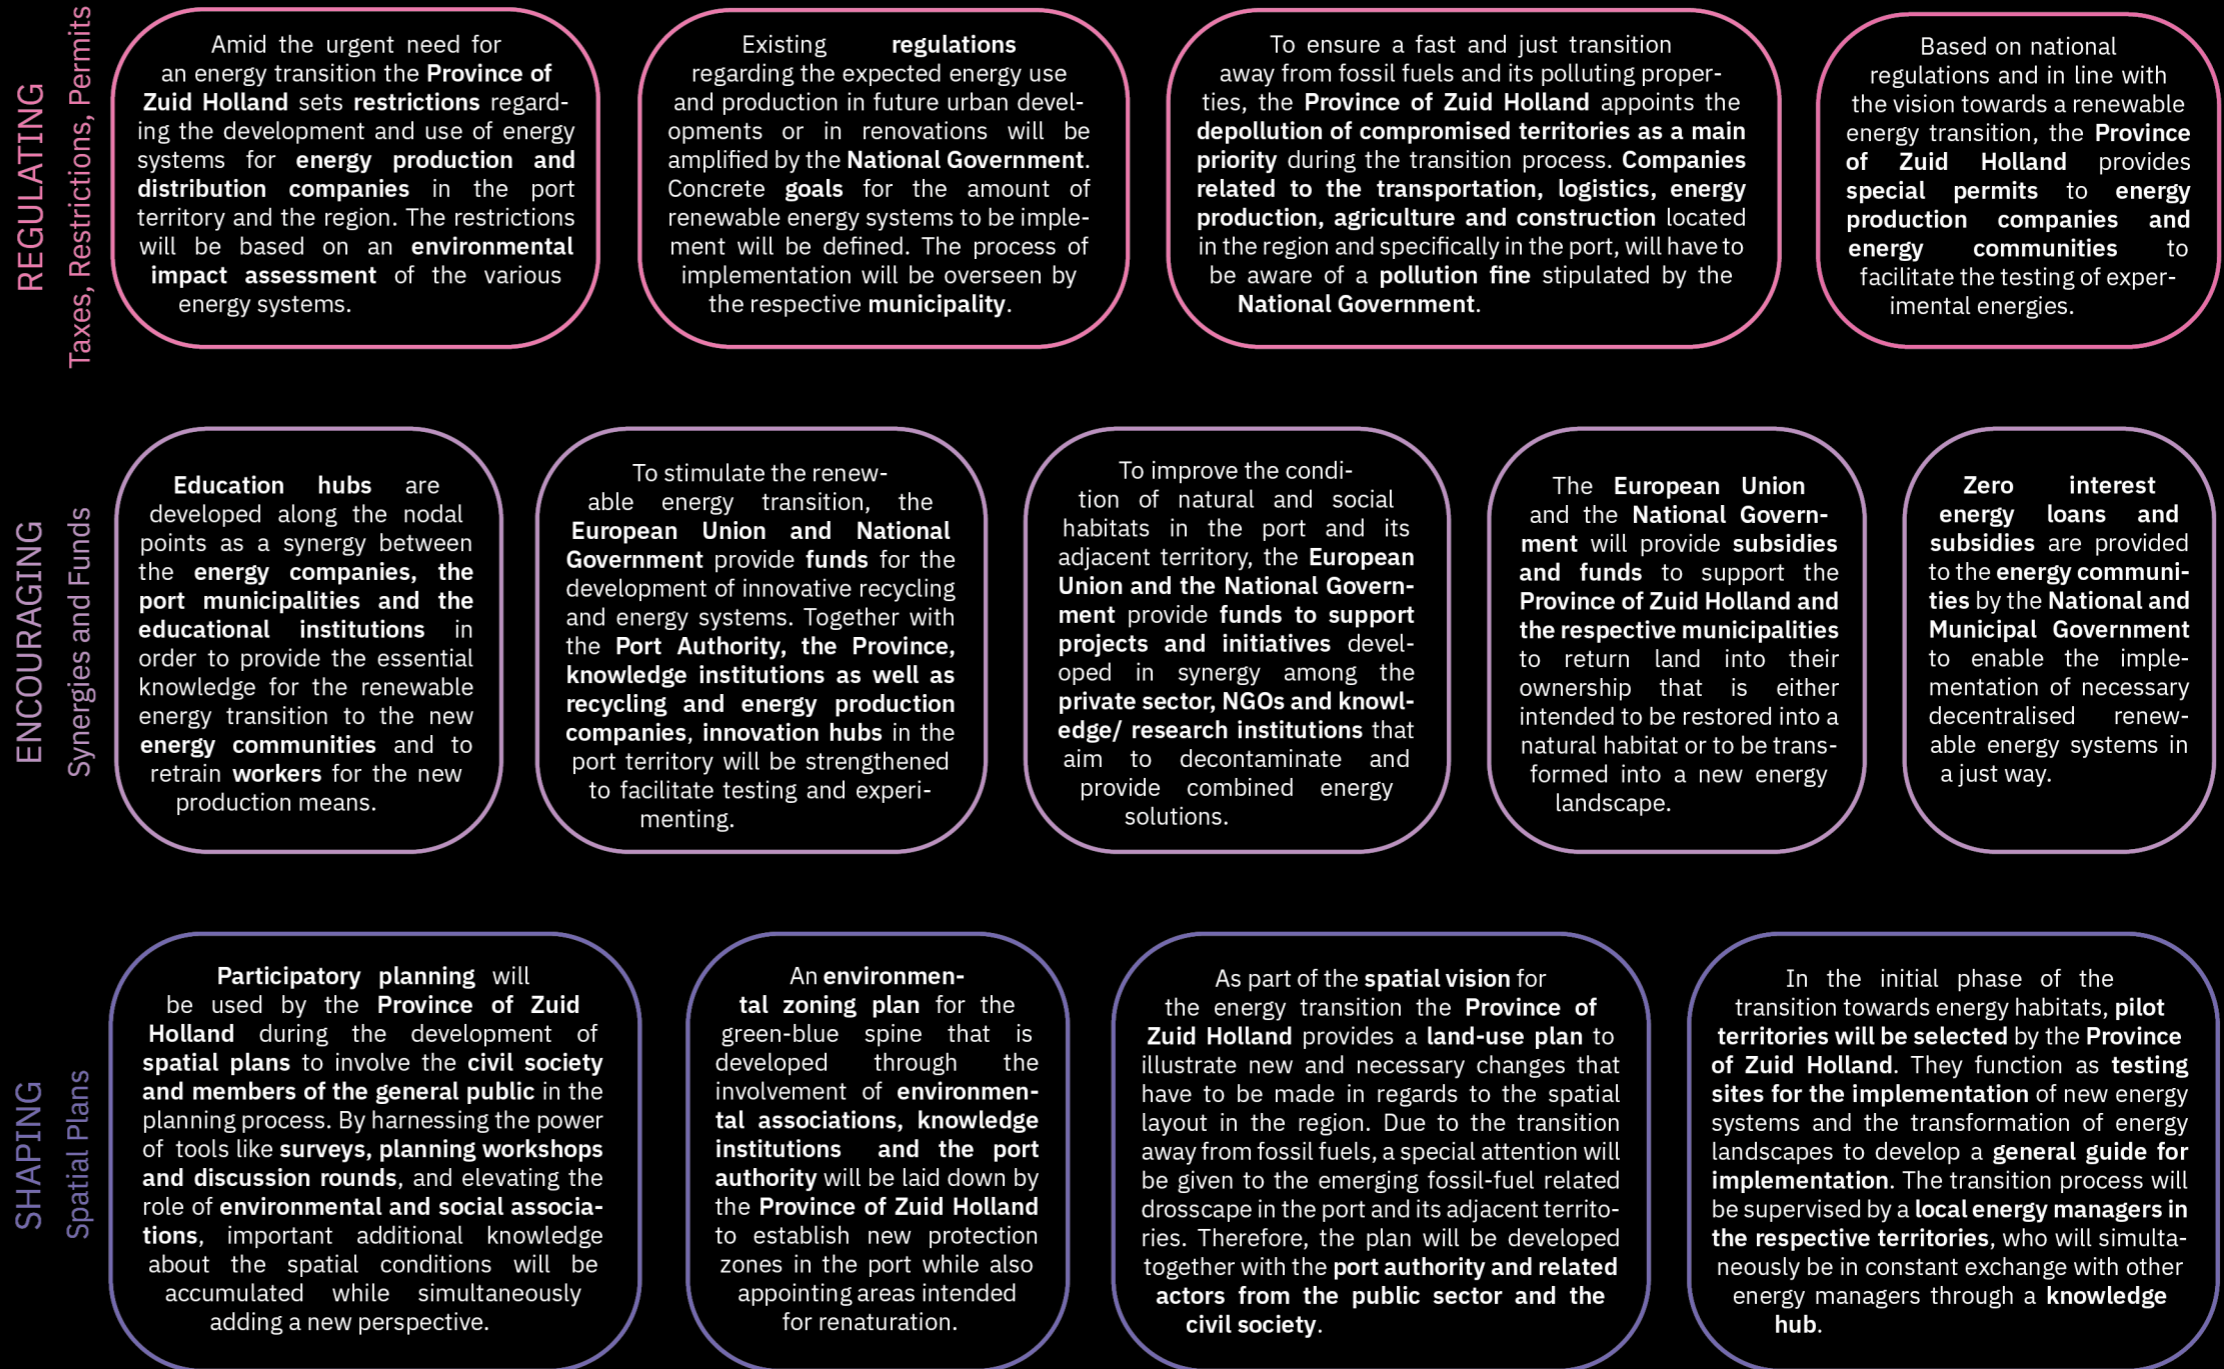 REGULATING
Taxes, Restrictions, Permits
Amid the urgent need for
an energy transition the Province of
Zuid Holland sets restrictions regard-
ing the development and use of energy
systems for energy production and
distribution companies in the port
territory and the region. The restrictions
will be based on an environmental
impact assessment of the various
energy systems.
Existing regulations
regarding the expected energy use
and production in future urban devel-
opments or in renovations will be
amplified by the National Government.
Concrete goals for the amount of
renewable energy systems to be imple-
ment will be defined. The process of
implementation will be overseen by
the respective municipality.
To ensure a fast and just transition
away from fossil fuels and its polluting proper-
ties, the Province of Zuid Holland appoints the
depollution of compromised territories as a main
priority during the transition process. Companies
related to the transportation, logistics, energy
production, agriculture and construction located
in the region and specifically in the port, will have to
be aware of a pollution fine stipulated by the
National Government.
Based on national
regulations and in line with
the vision towards a renewable
energy transition, the Province
of Zuid Holland provides
special permits to energy
production companies and
energy communities to
facilitate the testing of exper-
imental energies.
ENCOURAGING
Synergies and Funds
Education hubs are
developed along the nodal
points as a synergy between
the energy companies, the
port municipalities and the
educational institutions in
order to provide the essential
knowledge for the renewable
energy transition to the new
energy communities and to
retrain workers for the new
production means.
To stimulate the renew-
able energy transition, the
European Union and National
Government provide funds for the
development of innovative recycling
and energy systems. Together with
the Port Authority, the Province,
knowledge institutions as well as
recycling and energy production
companies, innovation hubs in the
port territory will be strengthened
to facilitate testing and experi-
menting.
To improve the condi-
tion of natural and social
habitats in the port and its
adjacent territory, the European
Union and the National Govern-
ment provide funds to support
projects and initiatives devel-
oped in synergy among the
private sector, NGOs and knowl-
edge/ research institutions that
aim to decontaminate and
provide combined energy
solutions.
The European Union
and the National Govern-
ment will provide subsidies
and funds to support the
Province of Zuid Holland and
the respective municipalities
to return land into their
ownership that is either
intended to be restored into a
natural habitat or to be trans-
formed into a new energy
landscape.
Zero interest
energy loans and
subsidies are provided
to the energy communi-
ties by the National and
Municipal Government
to enable the imple-
mentation of necessary
decentralised renew-
able energy systems in
a just way.
SHAPING
Spatial Plans
Participatory planning will
be used by the Province of Zuid
Holland during the development of
spatial plans to involve the civil society
and members of the general public in the
planning process. By harnessing the power
of tools like surveys, planning workshops
and discussion rounds, and elevating the
role of environmental and social associa-
tions, important additional knowledge
about the spatial conditions will be
accumulated while simultaneously
adding a new perspective.
An environmen-
tal zoning plan for the
green-blue spine that is
developed through the
involvement of environmen-
tal associations, knowledge
institutions and the port
authority will be laid down by
the Province of Zuid Holland
to establish new protection
zones in the port while also
appointing areas intended
for renaturation.
As part of the spatial vision for
the energy transition the Province of
Zuid Holland provides a land-use plan to
illustrate new and necessary changes that
have to be made in regards to the spatial
layout in the region. Due to the transition
away from fossil fuels, a special attention will
be given to the emerging fossil-fuel related
drosscape in the port and its adjacent territo-
ries. Therefore, the plan will be developed
together with the port authority and related
actors from the public sector and the
civil society.
In the initial phase of the
transition towards energy habitats, pilot
territories will be selected by the Province
of Zuid Holland. They function as testing
sites for the implementation of new energy
systems and the transformation of energy
landscapes to develop a general guide for
implementation. The transition process will
be supervised by a local energy managers in
the respective territories, who will simulta-
neously be in constant exchange with other
energy managers through a knowledge
hub.